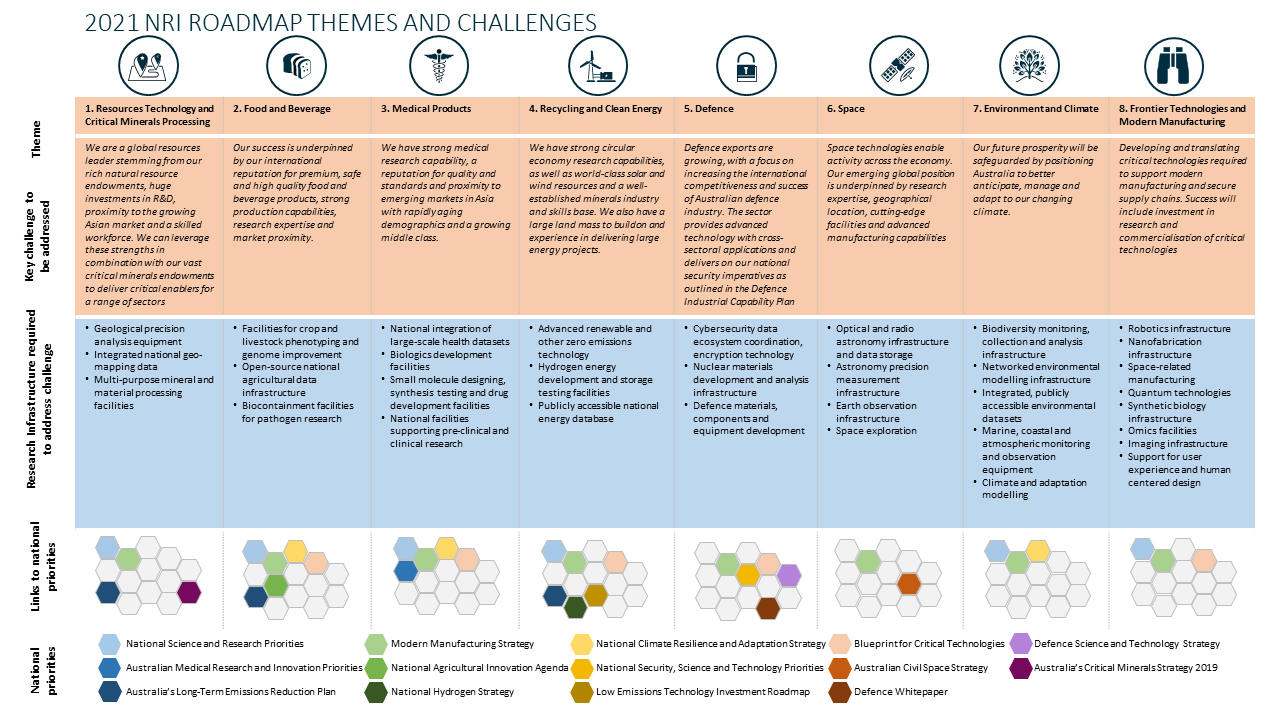 2021 NRI ROADMAP THEMES AND CHALLENGES
Theme
1. Resources Technology and
Critical Minerals Processing
2. Food and Beverage
3. Medical Products
4. Recycling and Clean Energy
5. Defence
6. Space
7. Environment and Climate
8. Frontier Technologies and
Modern Manufacturing
Key challenge to
be addressed
We are a global resources
leader stemming from our
rich natural resource
endowments, huge
investments in R&D,
proximity to the growing
Asian market and a skilled
workforce. We can leverage
these strengths in
combination with our vast
critical minerals endowments
to deliver critical enablers for
a range of sectors
Our success is underpinned
by our international
reputation for premium, safe
and high quality food and
beverage products, strong
production capabilities,
research expertise and
market proximity.
We have strong medical
research capability, a
reputation for quality and
standards and proximity to
emerging markets in Asia
with rapidly aging
demographics and a growing
middle class.
We have strong circular
economy research capabilities,
as well as world-class solar and
wind resources and a well-
established minerals industry
and skills base. We also have a
large land mass to build on and
experience in delivering large
energy projects.
Defence exports are
growing, with a focus on
increasing the international
competitiveness and success
of Australian defence
industry. The sector
provides advanced
technology with cross-
sectoral applications and
delivers on our national
security imperatives as
outlined in the Defence
Industrial Capability Plan
Space technologies enable
activity across the economy.
Our emerging global position
is underpinned by research
expertise, geographical
location, cutting-edge
facilities and advanced
manufacturing capabilities
Our future prosperity will be
safeguarded by positioning
Australia to better
anticipate, manage and
adapt to our changing
climate.
Developing and translating
critical technologies required
to support modern
manufacturing and secure
supply chains. Success will
include investment in
research and
commercialisation of critical
technologies
Research Infrastructure required
to address challenge
• Geological precision
analysis equipment
• Integrated national geo-
mapping data
• Multi-purpose mineral and
material processing
facilities
• Facilities for crop and
livestock phenotyping and
genome improvement
• Open-source national
agricultural data
infrastructure
• Biocontainment facilities
for pathogen research
• National integration of
large-scale health datasets
• Biologics development
facilities
• Small molecule designing,
synthesis testing and drug
development facilities
• National facilities
supporting pre-clinical and
clinical research
• Advanced renewable and
other zero emissions
technology
• Hydrogen energy
development and storage
testing facilities
• Publicly accessible national
energy database
• Cybersecurity data
ecosystem coordination,
encryption technology
• Nuclear materials
development and analysis
infrastructure
• Defence materials,
components and
equipment development
• Optical and radio
astronomy infrastructure
and data storage
• Astronomy precision
measurement
infrastructure
• Earth observation
infrastructure
• Space exploration
• Biodiversity monitoring,
collection and analysis
infrastructure
• Networked environmental
modelling infrastructure
• Integrated, publicly
accessible environmental
datasets
• Marine, coastal and
atmospheric monitoring
and observation
equipment
• Climate and adaptation
modelling
• Robotics infrastructure
• Nanofabrication
infrastructure
• Space-related
manufacturing
• Quantum technologies
• Synthetic biology
infrastructure
• Omics facilities
• Imaging infrastructure
• Support for user
experience and human
centered design
Links to national
priorities
National
priorities
National Science and Research Priorities
Modern Manufacturing Strategy
National Climate Resilience and Adaptation Strategy
Blueprint for Critical Technologies
Defence Science and Technology Strategy
Australian Medical Research and Innovation Priorities
National Agricultural Innovation Agenda
National Security, Science and Technology Priorities
Australian Civil Space Strategy
Australia's Critical Minerals Strategy 2019
Australia's Long-Term Emissions Reduction Plan
National Hydrogen Strategy
Low Emissions Technology Investment Roadmap
Defence Whitepaper